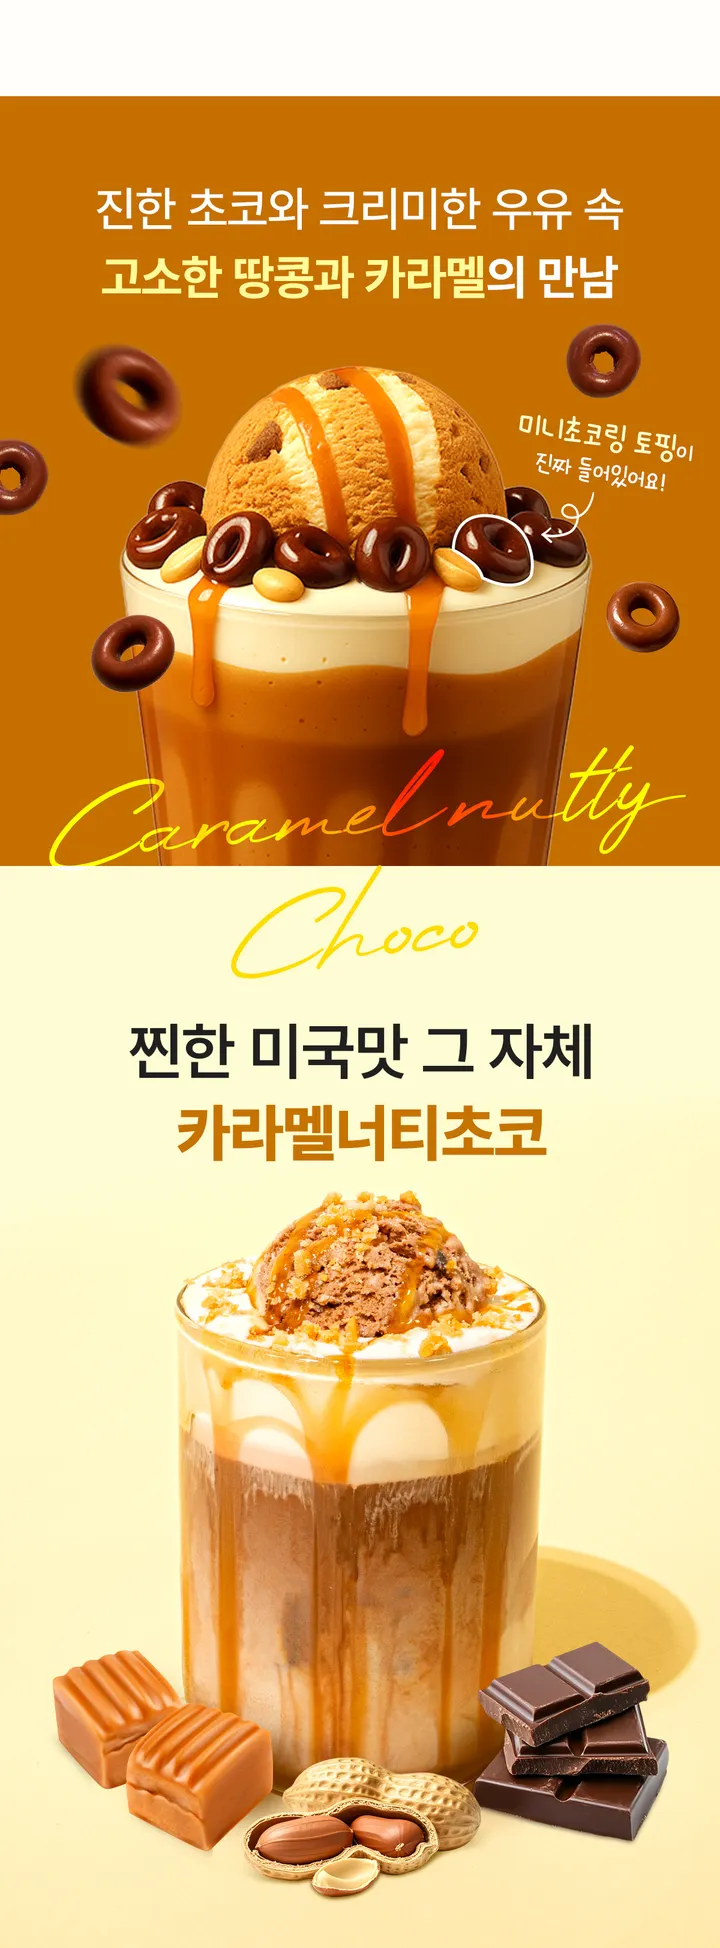 진한 초코와 크리미한 우유 속
고소한 땅콩과 카라멜의 만남
미니초코링 토핑이
진짜 들어있어요!
Caramel nutty
Choco
찐한 미국맛 그 자체
카라멜너티초코